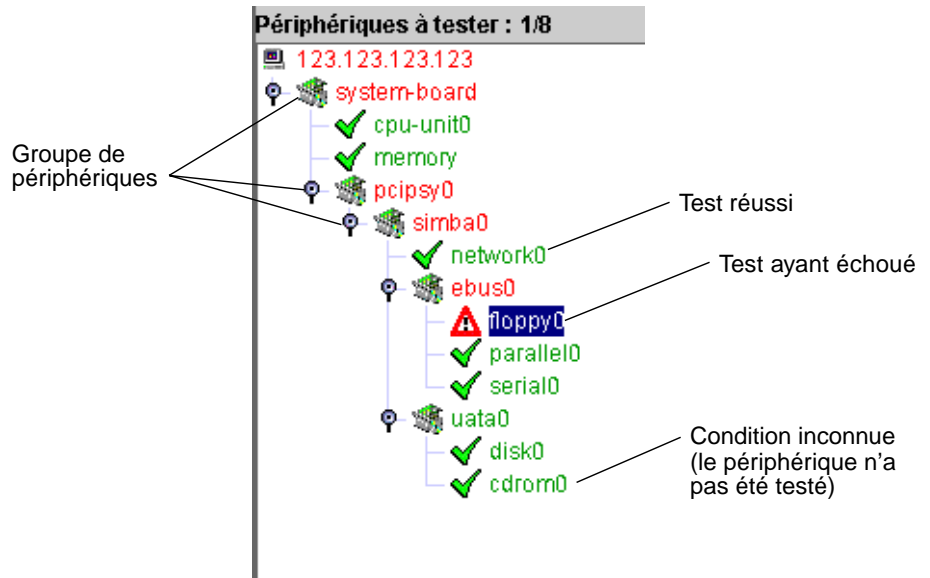 Périphériques à tester : 1/8
123.123.123.123
system-board
cpu-unit0
memory
Groupe de
périphériques
pcipsy0
simba0
Test réussi
network0
Test ayant échoué
ebus0
floppy0
parallel0
serial0
uata0
Condition inconnue
(le périphérique n'a
pas été testé)
disk0
cdrom0